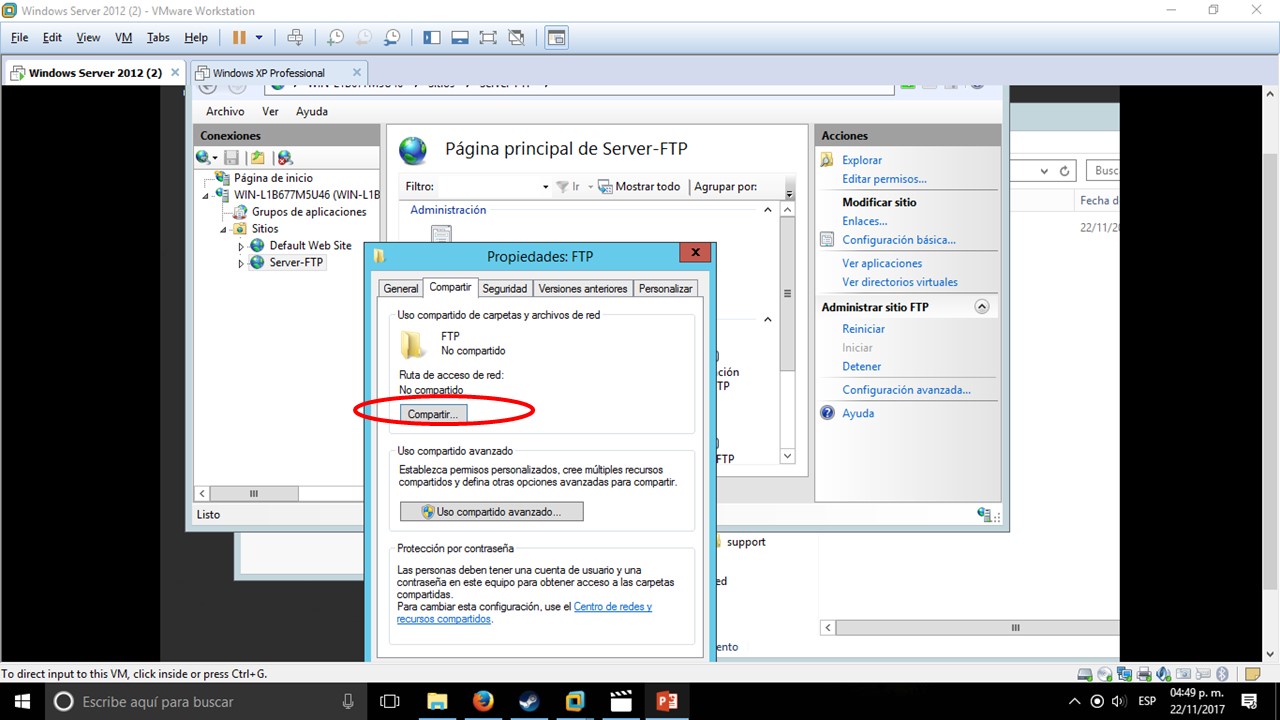 Windows Server 2012 (2) - VMware Workstation
File Edit View VM Tabs Help
Windows Server 2012 (2)
Windows XP Professional
Archivo Ver Ayuda
Conexiones
Página de inicio
WIN-L1B677M5U46 (WIN-L1B
Grupos de aplicaciones
Sitios
Default Web Site
Server-FTP
Listo
Página principal de Server-FTP
Filtro:
Ir
Mostrar todo
Agrupar por:
Administración
ción
TP
FTP
Acciones
Explorar
Editar permisos...
Modificar sitio
Enlaces...
Configuración básica...
Ver aplicaciones
Ver directorios virtuales
Administrar sitio FTP
Reiniciar
Iniciar
Detener
Configuración avanzada...
Ayuda
Busc
Fecha d
22/11/20
Propiedades: FTP
General Compartir Seguridad Versiones anteriores Personalizar
Uso compartido de carpetas y archivos de red
FTP
No compartido
Ruta de acceso de red:
No compartido
Compartir...
Uso compartido avanzado
Establezca permisos personalizados, cree múltiples recursos
compartidos y defina otras opciones avanzadas para compartir.
Uso compartido avanzado...
Protección por contraseña
Las personas deben tener una cuenta de usuario y una
contraseña en este equipo para obtener acceso a las carpetas
compartidas.
Para cambiar esta configuración, use el Centro de redes y
recursos compartidos.
support
ed
ento
To direct input to this VM, click inside or press Ctrl+G.
Escribe aquí para buscar
ESP
04:49 p. m.
22/11/2017